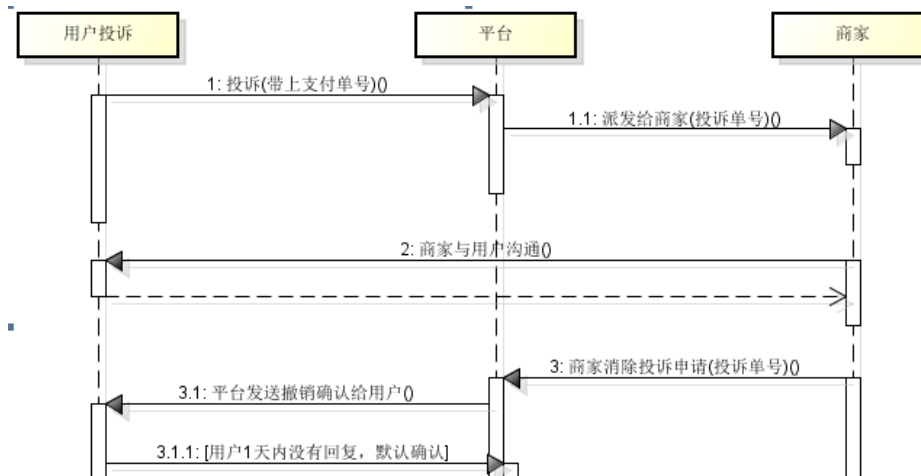 用户投诉
平台
商家
1: 投诉(带上支付单号)()
1.1: 派发给商家(投诉单号)()
2: 商家与用户沟通()
3: 商家消除投诉申请(投诉单号)()
3.1: 平台发送撤销确认给用户()
3.1.1: [用户1天内没有回复，默认确认]